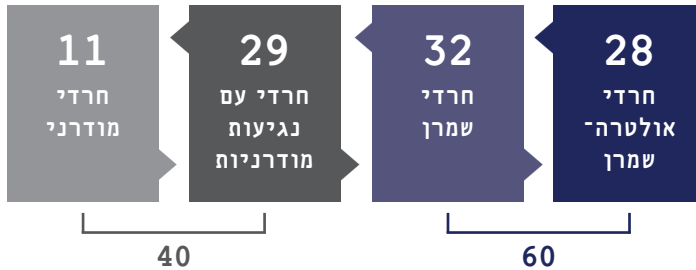 28
חרדי
אולטרה־
שמרן
32
חרדי
שמרן
29
חרדי עם
נגיעות
מודרניות
11
חרדי
מודרני
60
40